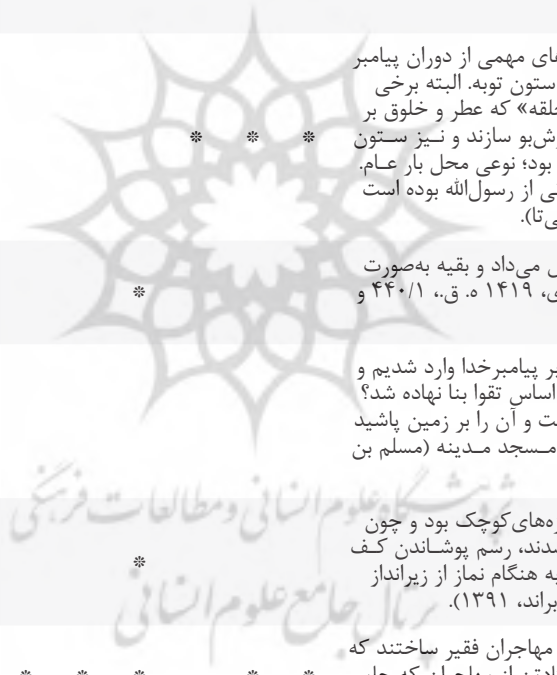 های مهمی از دوران پیامبر
ستون توبه. البته برخی
خلقه» که عطر و خلوق بر
* * * ش‌بو سازند و نیز ستون
بود؛ نوعی محل بار عام.
ی از رسول‌الله بوده است
ی‌تا).
ی می‌داد و بقیه به‌صورت
* ی، ۱۴۱۹ ه. ق.، ۴۴۰/۱ و
بر پیامبرخدا وارد شدیم و
اساس تقوا بنا نهاده شد؟
ت و آن را بر زمین پاشید
مسجد مدینه (مسلم بن
ره‌های کوچک بود و چون
* دند، رسم پوشاندن کف
به هنگام نماز از زیرانداز
براند، ۱۳۹۱).
مهاجران فقیر ساختند که
* * * * *
پژوهشگاه علوم انسانی و مطالعات فرهنگی
پرتال جامع علوم انسانی